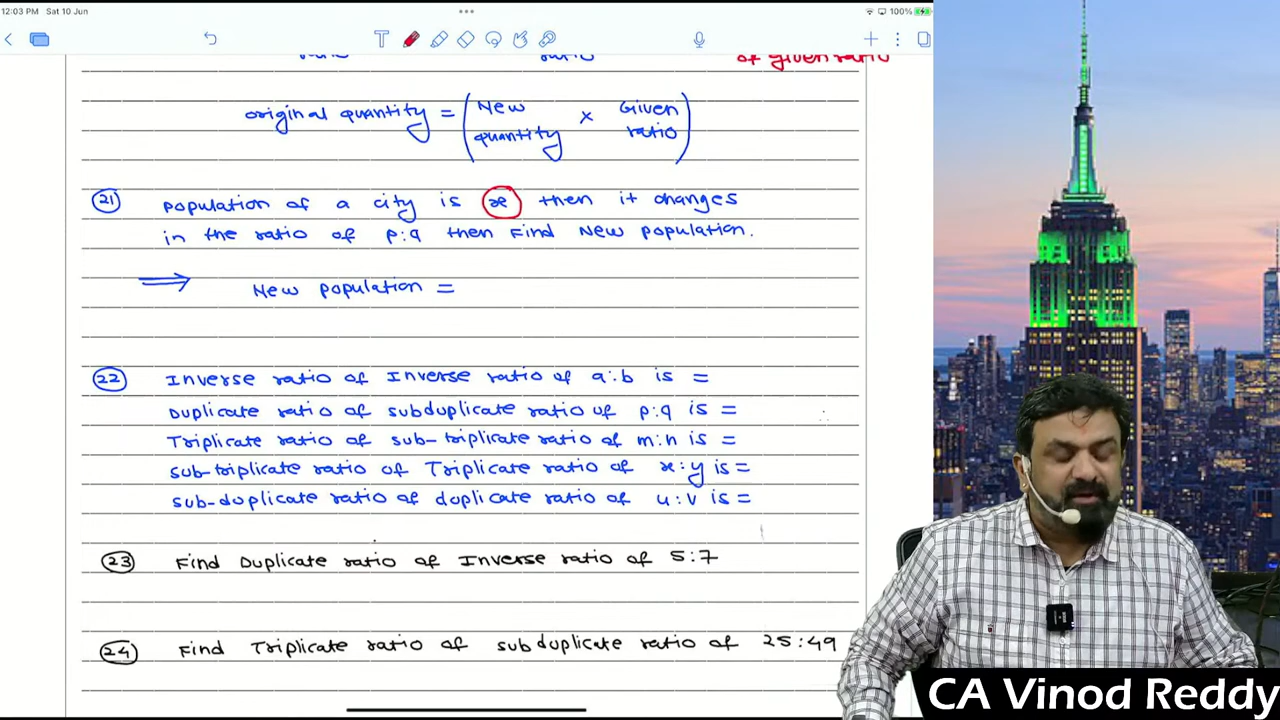 12:03 PM Sat 10 Jun
100%
of given ratio
original quantity = (New quantity × Given ratio)
(21) population of a city is x then it changes
in the ratio of p:q then Find New population.
⇒ New population =
(22) Inverse ratio of Inverse ratio of a:b is =
Duplicate ratio of subduplicate ratio of p:q is =
Triplicate ratio of sub-triplicate ratio of m:n is =
sub-triplicate ratio of Triplicate ratio of x:y is =
sub-duplicate ratio of duplicate ratio of u:v is =
(23) Find Duplicate ratio of Inverse ratio of 5:7
(24) Find Triplicate ratio of subduplicate ratio of 25:49
CA Vinod Reddy